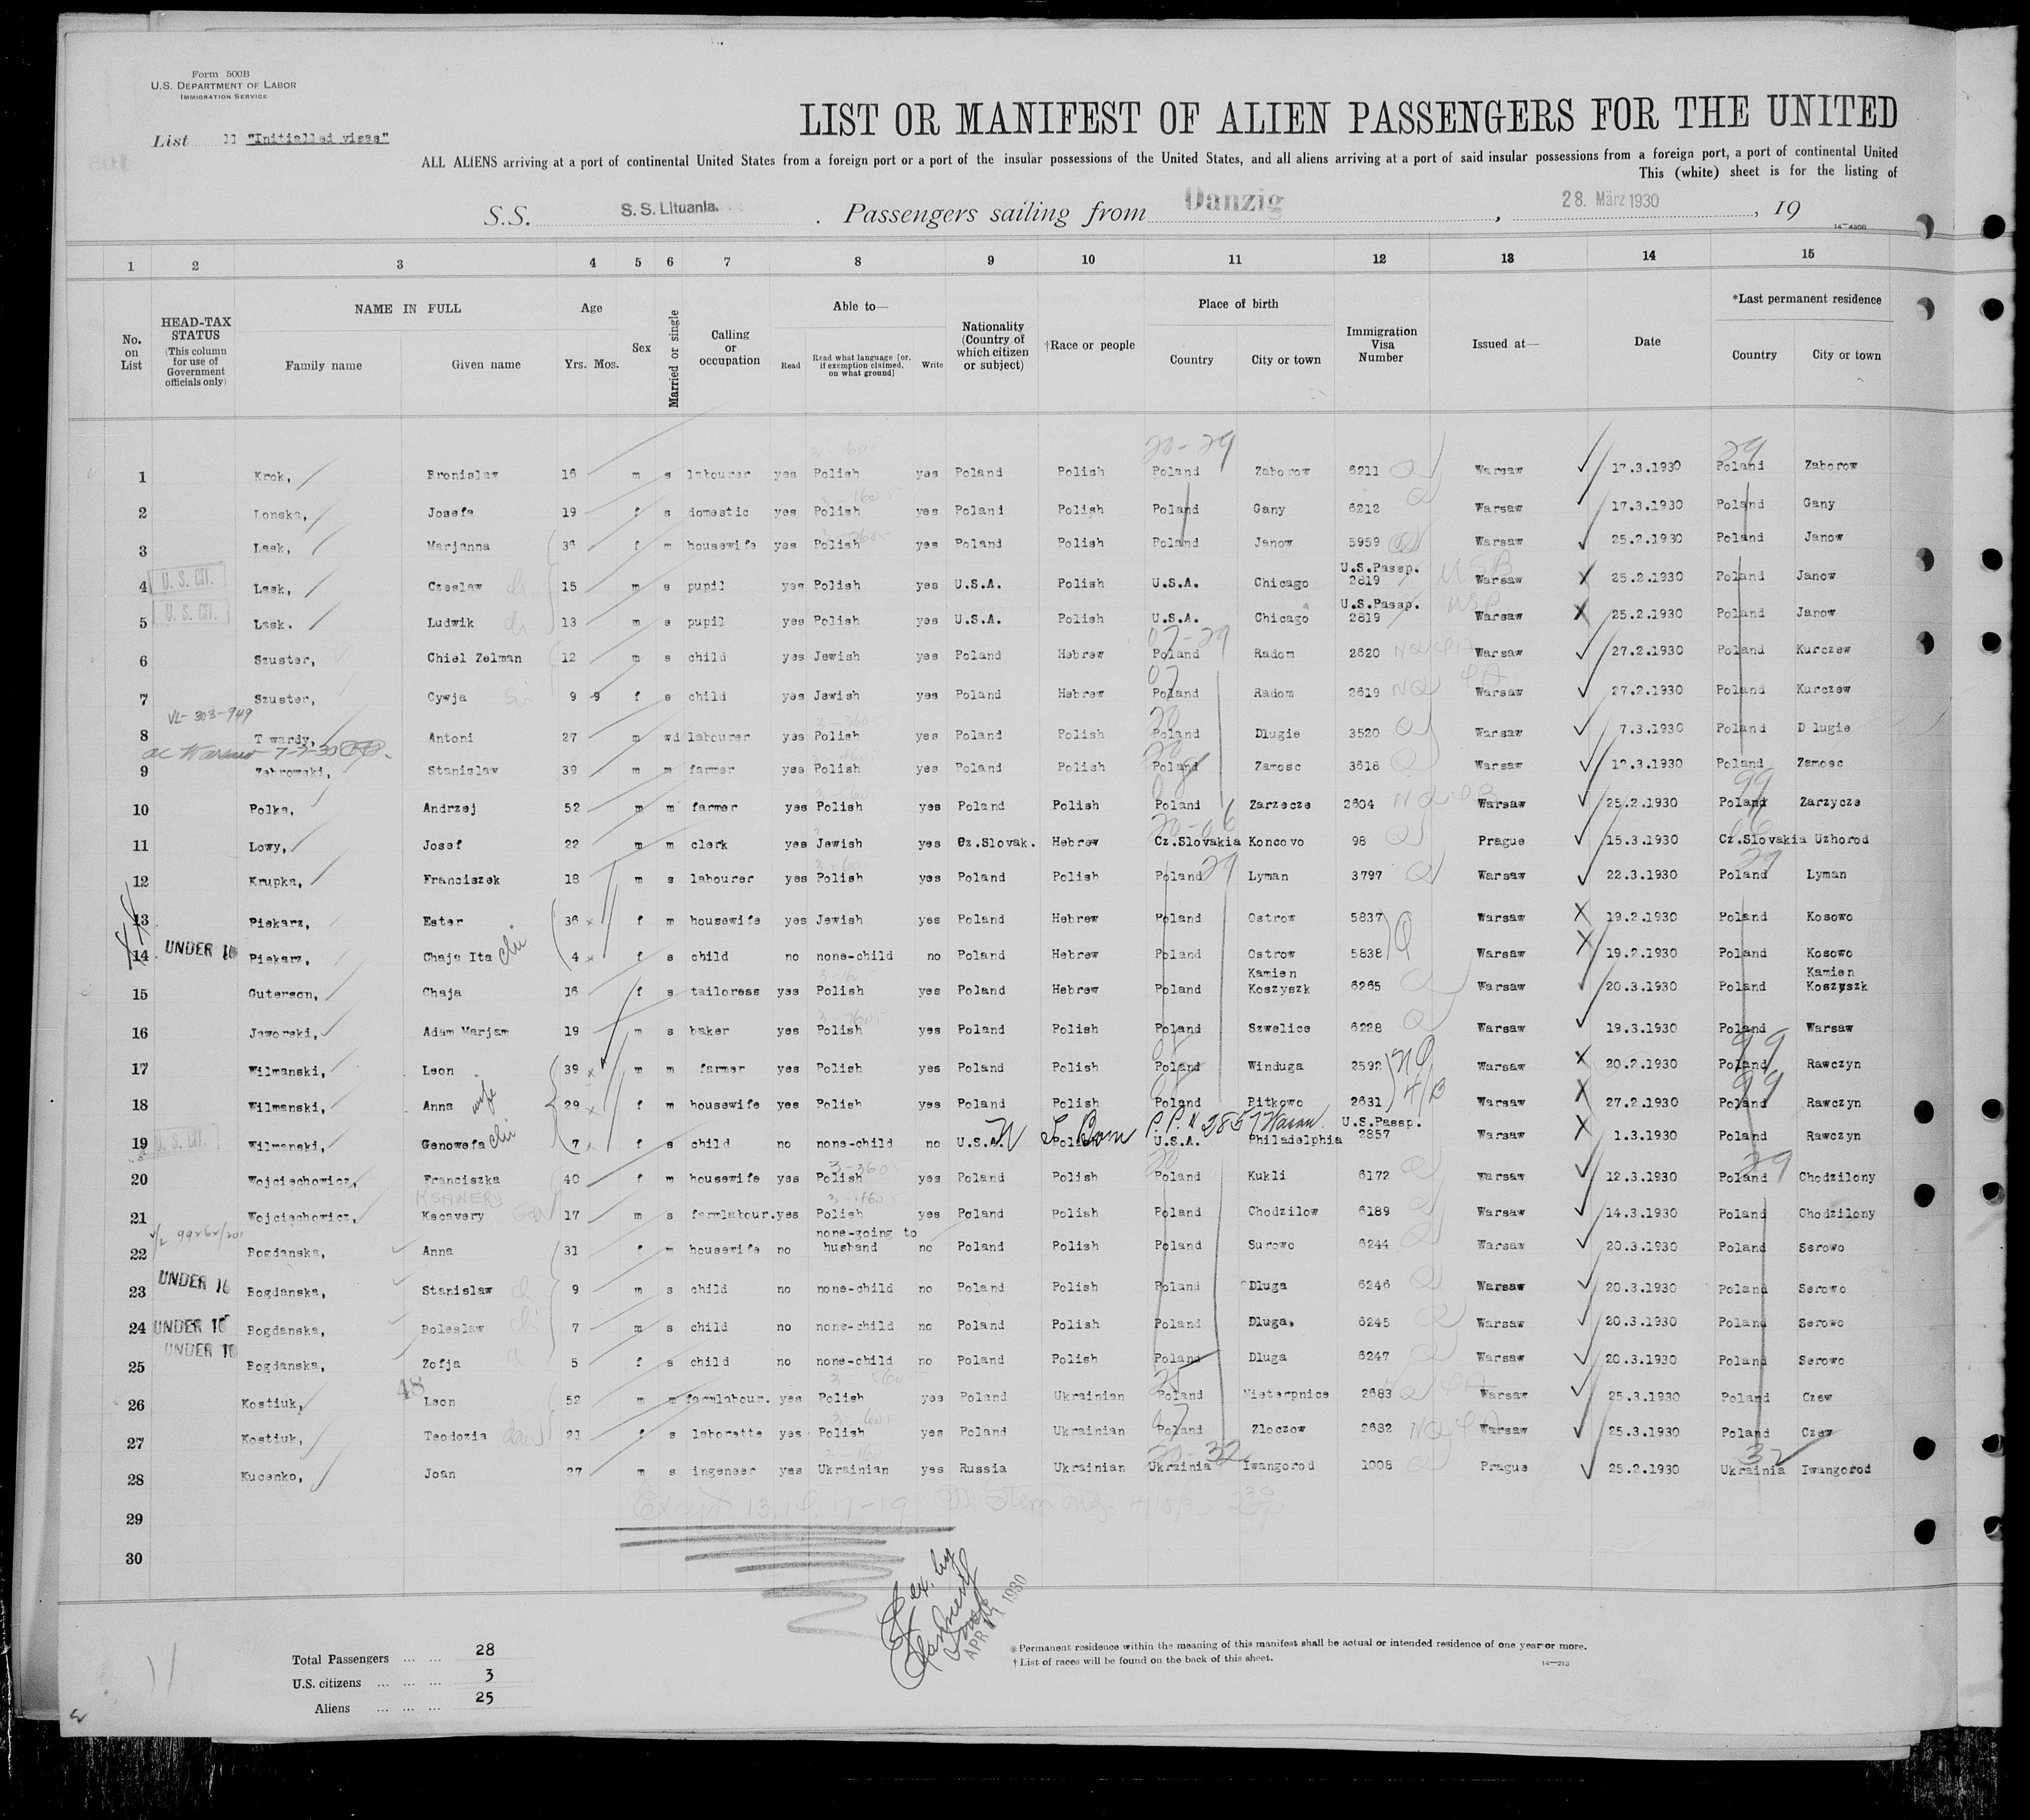 Form 500B
U.S. DEPARTMENT OF LABOR
IMMIGRATION SERVICE
List 11 "Initialled visas"
LIST OR MANIFEST OF ALIEN PASSENGERS FOR THE UNITED
ALL ALIENS arriving at a port of continental United States from a foreign port or a port of the insular possessions of the United States, and all aliens arriving at a port of said insular possessions from a foreign port, a port of continental United
This (white) sheet is for the listing of
S.S. S.S. Lituania. Passengers sailing from Danzig, 28. März 1930, 19
14—4506
1 2 3 4 5 6 7 8 9 10 11 12 13 14 15
No. on List
HEAD-TAX STATUS (This column for use of Government officials only)
NAME IN FULL
Family name Given name
Age
Yrs. Mos.
Sex
Married or single
Calling or occupation
Able to—
Read Read what language [or, if exemption claimed, on what ground] Write
Nationality (Country of which citizen or subject)
†Race or people
Place of birth
Country City or town
Immigration Visa Number
Issued at—
Date
*Last permanent residence
Country City or town
20-29 29
1 Krok, Bronislaw 16 m s labourer yes Polish yes Poland Polish Poland Zaborow 6211 Warsaw 17.3.1930 Poland Zaborow
2 Lonska, Josefa 19 f s domestic yes Polish yes Poland Polish Poland Gany 6212 Warsaw 17.3.1930 Poland Gany
3 Lask, Marjanna 36 f m housewife yes Polish yes Poland Polish Poland Janow 5959 Warsaw 25.2.1930 Poland Janow
4 U. S. CIT. Lask, Czeslaw 15 m s pupil yes Polish yes U.S.A. Polish U.S.A. Chicago U.S.Passp. 2819 USB Warsaw 25.2.1930 Poland Janow
5 U. S. CIT. Lask. Ludwik 13 m s pupil yes Polish yes U.S.A. Polish U.S.A. Chicago U.S.Passp. 2819 Warsaw 25.2.1930 Poland Janow
6 Szuster, Chiel Zelman 12 m s child yes Jewish yes Poland Hebrew Poland Radom 2620 Warsaw 27.2.1930 Poland Kurczew
7 Szuster, Cywja 9 9 f s child yes Jewish yes Poland Hebrew Poland Radom 2619 NQ Warsaw 27.2.1930 Poland Kurczew
VL-303-949
8 T wardy, Antoni 27 m wd labourer yes Polish yes Poland Polish Poland Dlugie 3520 Q Warsaw 7.3.1930 Poland D lugie
Warsaw 7-7-30
9 Zebrowski, Stanislaw 39 m m farmer yes Polish yes Poland Polish Poland Zamosc 3618 Warsaw 12.3.1930 Poland Zamosc
10 Polka, Andrzej 52 m m farmer yes Polish yes Poland Polish Poland Zarzecze 2604 Warsaw 25.2.1930 Poland Zarzycze
11 Lowy, Josef 22 m m clerk yes Jewish yes Cz.Slovak. Hebrew Cz.Slovakia Koncovo 98 Prague 15.3.1930 Cz.Slovakia Uzhorod
12 Krupka, Franciszek 18 m s labourer yes Polish yes Poland Polish Poland Lyman 3797 Q Warsaw 22.3.1930 Poland Lyman
13 Piekarz, Ester 36 f m housewife yes Jewish yes Poland Hebrew Poland Ostrow 5837 Q Warsaw 19.2.1930 Poland Kosowo
14 UNDER 16 Piekarz, Chaja Ita 4 f s child no none-child no Poland Hebrew Poland Ostrow 5838 Warsaw 19.2.1930 Poland Kosowo
15 Guterson, Chaja 16 f s tailoress yes Polish yes Poland Hebrew Poland Kamien Koszyszk 6265 Warsaw 20.3.1930 Poland Kamien Koszyszk
16 Jaworski, Adam Marjam 19 m s baker yes Polish yes Poland Polish Poland Szwelice 6228 Q Warsaw 19.3.1930 Poland Warsaw
17 Wilmanski, Leon 39 m m farmer yes Polish yes Poland Polish Poland Winduga 2592 NQ Warsaw 20.2.1930 Poland Rawczyn
18 Wilmanski, Anna wife 29 f m housewife yes Polish yes Poland Polish Poland Bitkowo 2631 4/B Warsaw 27.2.1930 Poland Rawczyn
19 U. S. CIT. Wilmanski, Genowefa 7 f s child no none-child no U.S.A. Polish Born P.P. # 2857 U.S.A. Philadelphia U.S.Passp. 2857 Warsaw 1.3.1930 Poland Rawczyn
20 Wojciechowicz, Franciszka 40 f m housewife yes Polish yes Poland Polish Poland Kukli 6172 Warsaw 12.3.1930 Poland Chodzilony
KSAWERY
21 Wojciechowicz, Kscavery 17 m s farmlabour. yes Polish yes Poland Polish Poland Chodzilow 6189 Warsaw 14.3.1930 Poland Chodzilony
22 Bogdanska, Anna 31 f m housewife no none-going to husband no Poland Polish Poland Surowo 6244 Warsaw 20.3.1930 Poland Serowo
23 UNDER 16 Bogdanska, Stanislaw 9 m s child no none-child no Poland Polish Poland Dluga 6246 Warsaw 20.3.1930 Poland Serowo
24 UNDER 16 Bogdanska, Boleslaw 7 m s child no none-child no Poland Polish Poland Dluga, 6245 Warsaw 20.3.1930 Poland Serowo
25 UNDER 16 Bogdanska, Zofja 5 f s child no none-child no Poland Polish Poland Dluga 6247 Warsaw 20.3.1930 Poland Serowo
48
26 Kostiuk, Leon 52 m m farmlabour. yes Polish yes Poland Ukrainian Poland Nisterpnice 2683 Warsaw 25.3.1930 Poland Czew
27 Kostiuk, Teodozia 21 f s laborette yes Polish yes Poland Ukrainian Poland Zloczow 2682 NQ Warsaw 25.3.1930 Poland Czew
28 Kucenko, Joan 27 m s ingeneer yes Ukrainian yes Russia Ukrainian Ukrainia Iwangorod 1008 Prague 25.2.1930 Ukrainia Iwangorod
29
30
Except 13, 14, 17-19
ex. by
APR 1930
Total Passengers ... ... 28
U.S. citizens ... ... ... 3
Aliens ... ... ... 25
* Permanent residence within the meaning of this manifest shall be actual or intended residence of one year or more.
† List of races will be found on the back of this sheet.
14—213